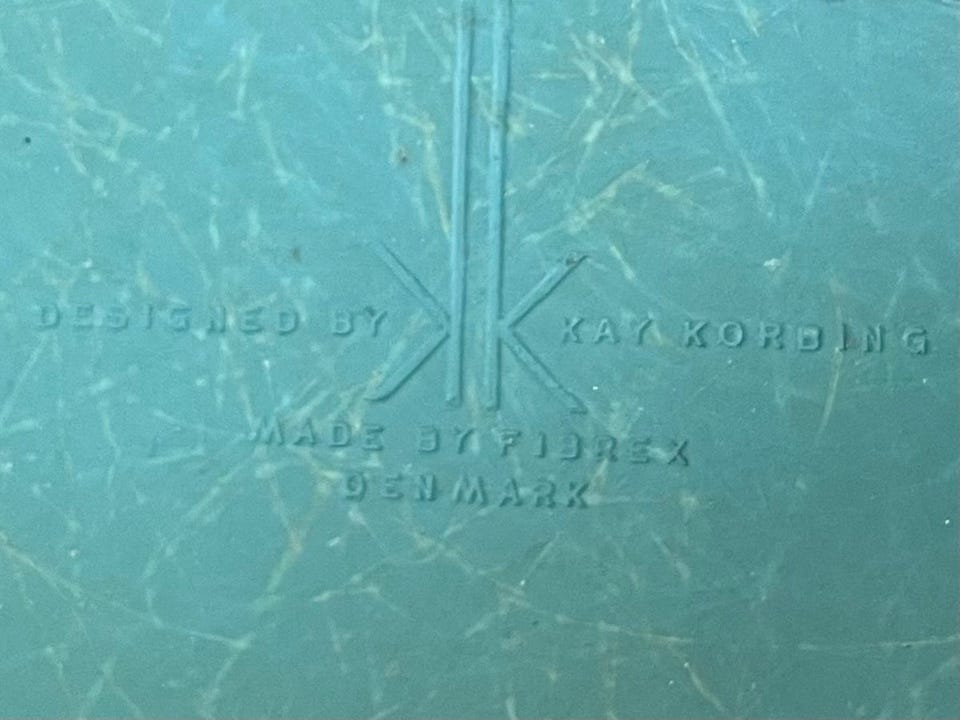 DESIGNED BY KAY KORBING
MADE BY FIBREX
DENMARK